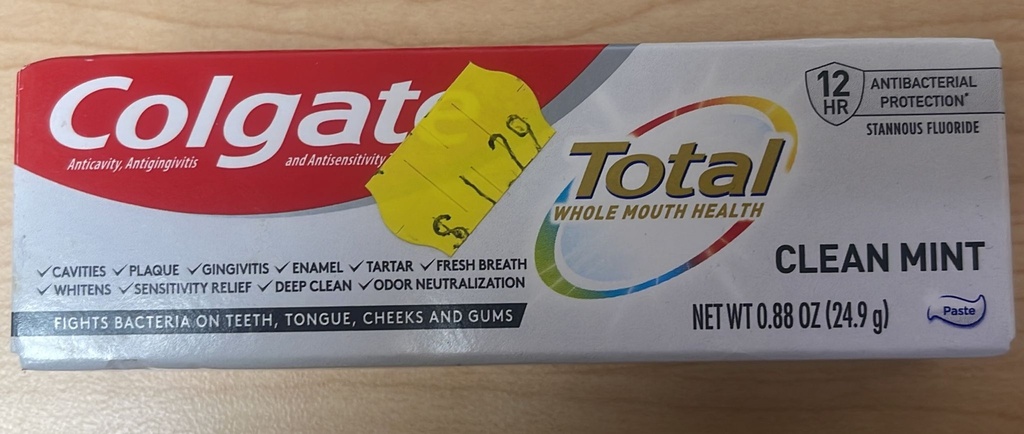 Colgate
Anticavity, Antigingivitis and Antisensitivity
$ 1 79
✓CAVITIES ✓PLAQUE ✓GINGIVITIS ✓ENAMEL ✓TARTAR ✓FRESH BREATH
✓WHITENS ✓SENSITIVITY RELIEF ✓DEEP CLEAN ✓ODOR NEUTRALIZATION
FIGHTS BACTERIA ON TEETH, TONGUE, CHEEKS AND GUMS
Total
WHOLE MOUTH HEALTH
12
HR
ANTIBACTERIAL
PROTECTION*
STANNOUS FLUORIDE
CLEAN MINT
NET WT 0.88 OZ (24.9 g)
Paste